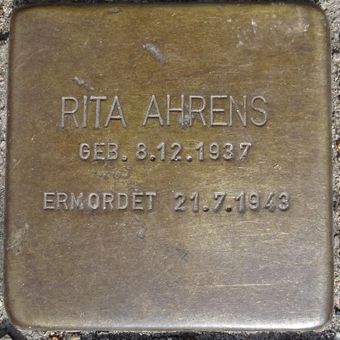 RITA AHRENS
GEB. 8.12.1937
ERMORDET 21.7.1943